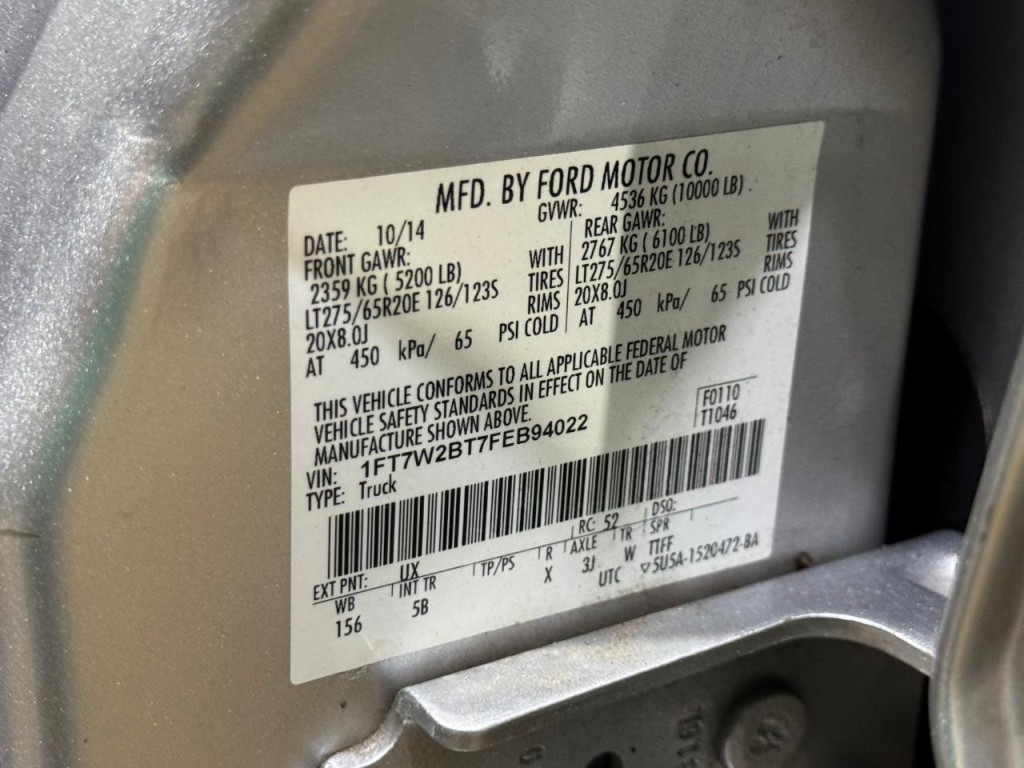 MFD. BY FORD MOTOR CO.
DATE: 10/14 GVWR: 4536 KG (10000 LB)
FRONT GAWR: WITH
2359 KG ( 5200 LB) TIRES
LT275/65R20E 126/123S RIMS
20X8.0J
AT 450 kPa/ 65 PSI COLD
REAR GAWR: WITH
2767 KG ( 6100 LB) TIRES
LT275/65R20E 126/123S RIMS
20X8.0J
AT 450 kPa/ 65 PSI COLD
THIS VEHICLE CONFORMS TO ALL APPLICABLE FEDERAL MOTOR
VEHICLE SAFETY STANDARDS IN EFFECT ON THE DATE OF
MANUFACTURE SHOWN ABOVE.
F0110
T1046
VIN: 1FT7W2BT7FEB94022
TYPE: Truck
EXT PNT: UX RC: 52 DSO:
WB INT TR TP/PS R AXLE TR SPR
156 5B X 3J W TTFF
UTC ▽5U5A-1520472-BA